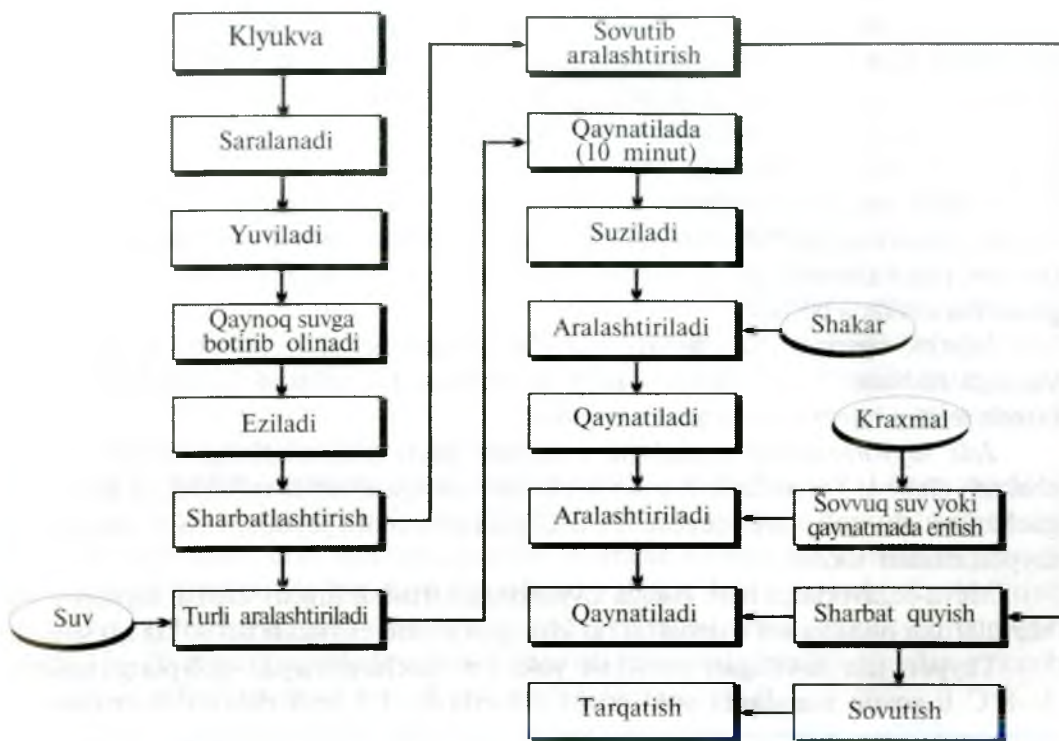 Klyukva
Saralanadi
Yuviladi
Qaynoq suvga
botirib olinadi
Eziladi
Sharbatlashtirish
Suv
Turli aralashtiriladi
Sovutib
aralashtirish
Qaynatilada
(10 minut)
Suziladi
Aralashtiriladi
Shakar
Qaynatiladi
Kraxmal
Aralashtiriladi
Sovvuq suv yoki
qaynatmada eritish
Qaynatiladi
Sharbat quyish
Tarqatish
Sovutish